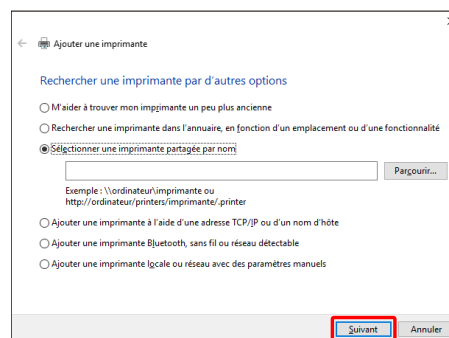 Ajouter une imprimante
Rechercher une imprimante par d'autres options
M'aider à trouver mon imprimante un peu plus ancienne
Rechercher une imprimante dans l'annuaire, en fonction d'un emplacement ou d'une fonctionnalité
Sélectionner une imprimante partagée par nom
Parcourir...
Exemple : \\ordinateur\imprimante ou
http://ordinateur/printers/imprimante/.printer
Ajouter une imprimante à l'aide d'une adresse TCP/IP ou d'un nom d'hôte
Ajouter une imprimante Bluetooth, sans fil ou réseau détectable
Ajouter une imprimante locale ou réseau avec des paramètres manuels
Suivant Annuler